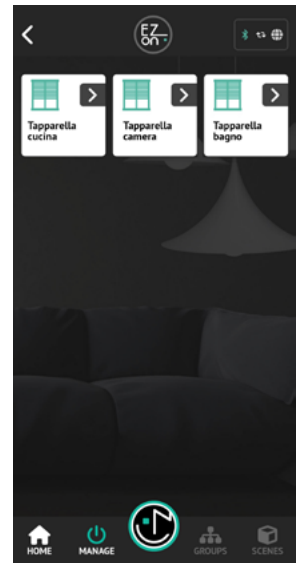 EZ
on
Tapparella
cucina
Tapparella
camera
Tapparella
bagno
HOME
MANAGE
GROUPS
SCENES